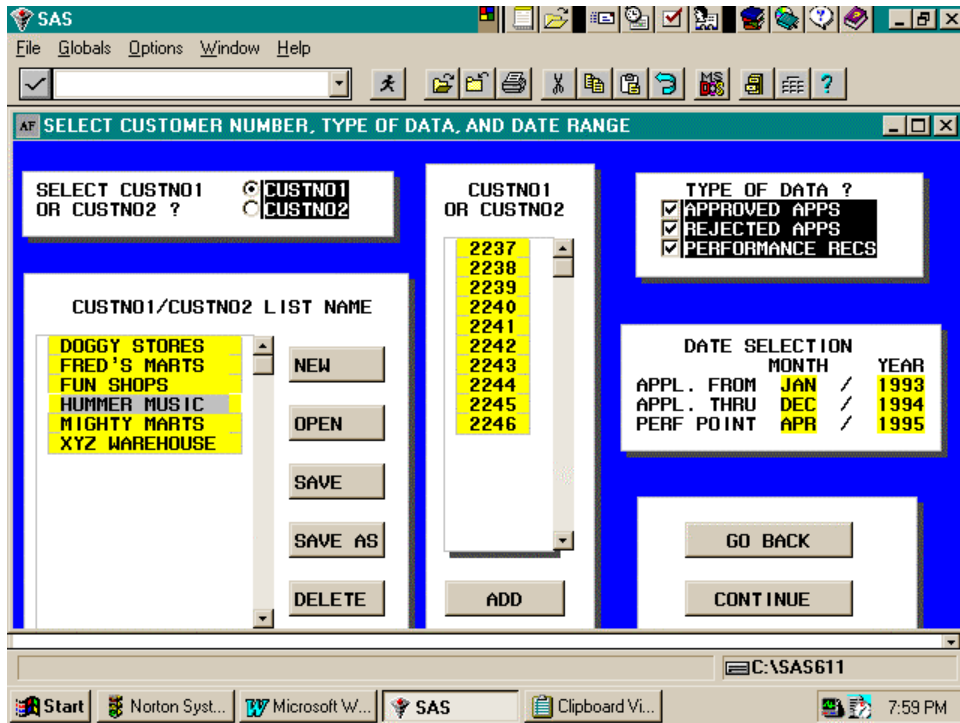 SAS
File Globals Options Window Help
MS DOS
AF SELECT CUSTOMER NUMBER, TYPE OF DATA, AND DATE RANGE
SELECT CUSTNO1 OR CUSTNO2 ?
CUSTNO1
CUSTNO2
CUSTNO1/CUSTNO2 LIST NAME
DOGGY STORES
FRED'S MARTS
FUN SHOPS
HUMMER MUSIC
MIGHTY MARTS
XYZ WAREHOUSE
NEW
OPEN
SAVE
SAVE AS
DELETE
CUSTNO1
OR CUSTNO2
2237
2238
2239
2240
2241
2242
2243
2244
2245
2246
ADD
TYPE OF DATA ?
APPROVED APPS
REJECTED APPS
PERFORMANCE RECS
DATE SELECTION
MONTH YEAR
APPL. FROM JAN / 1993
APPL. THRU DEC / 1994
PERF POINT APR / 1995
GO BACK
CONTINUE
C:\SAS611
Start Norton Syst... Microsoft W... SAS Clipboard Vi... 7:59 PM